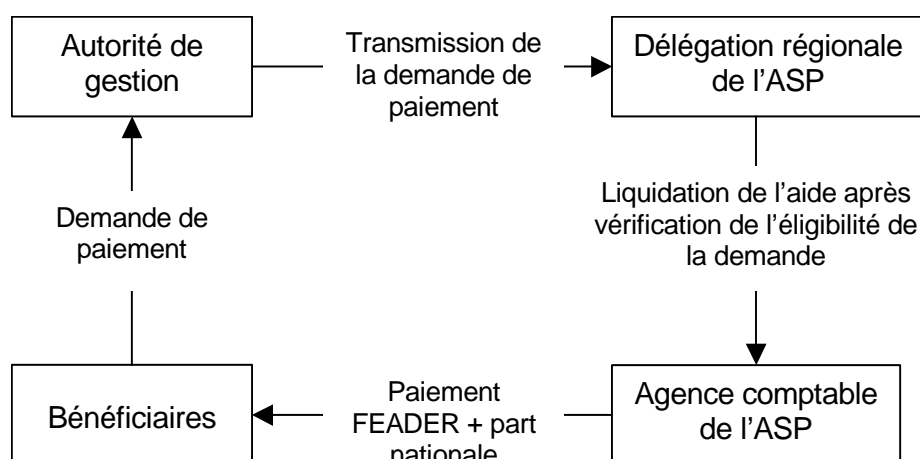 Autorité de
gestion
Transmission de
la demande de
paiement
Délégation régionale
de l'ASP
Demande de
paiement
Liquidation de l'aide après
vérification de l'éligibilité de
la demande
Bénéficiaires
Paiement
FEADER + part
nationale
Agence comptable
de l'ASP